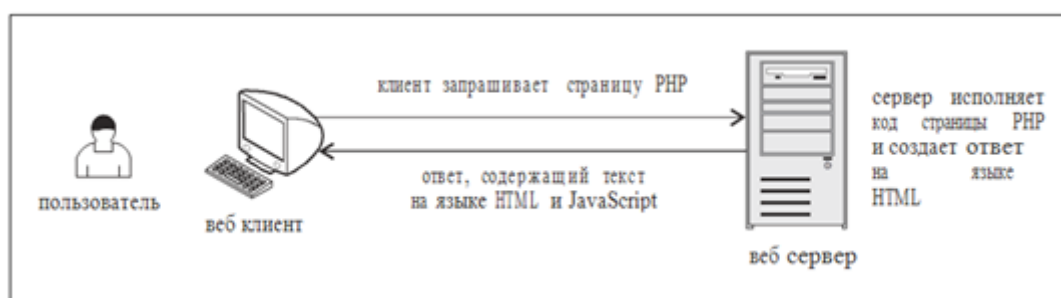 клиент запрашивает страницу PHP
ответ, содержащий текст
на языке HTML и JavaScript
пользователь
веб клиент
веб сервер
сервер исполняет
код страницы PHP
и создает ответ
на языке
HTML